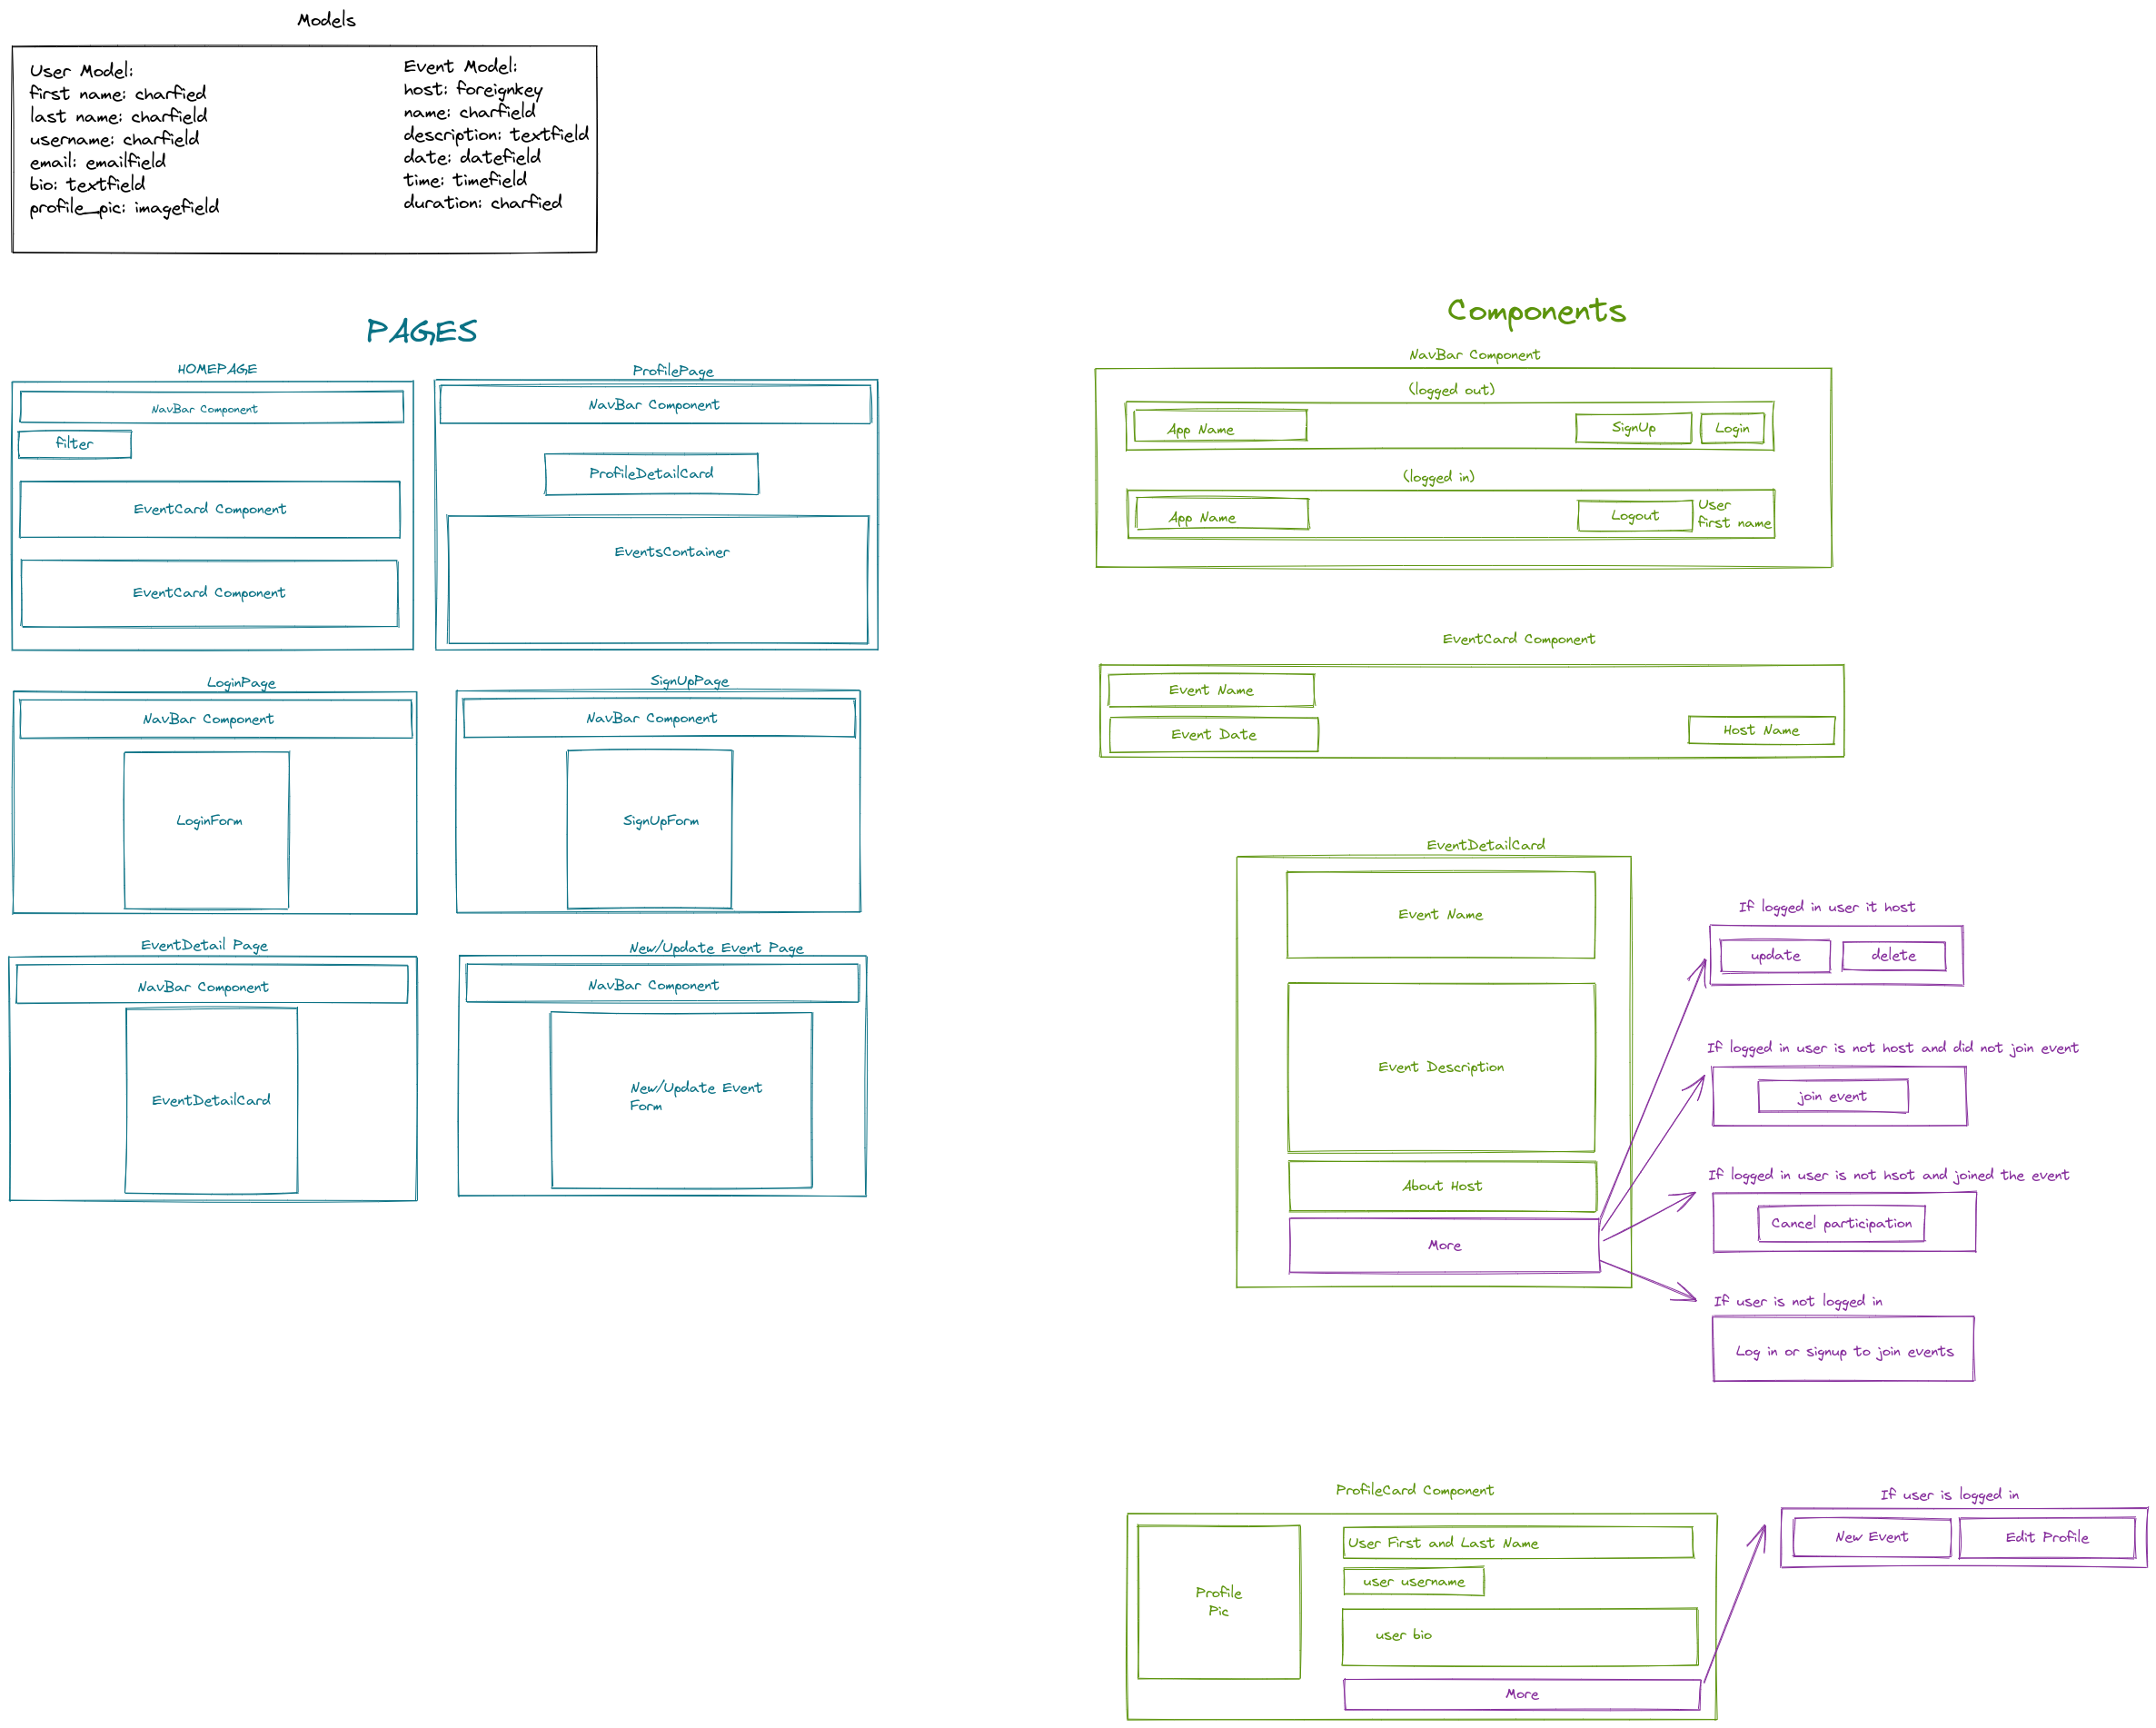 Models
User Model:
first name: charfied
last name: charfield
username: charfield
email: emailfield
bio: textfield
profile_pic: imagefield
Event Model:
host: foreignkey
name: charfield
description: textfield
date: datefield
time: timefield
duration: charfied
PAGES
HOMEPAGE
NavBar Component
filter
EventCard Component
EventCard Component
ProfilePage
NavBar Component
ProfileDetailCard
EventsContainer
LoginPage
NavBar Component
LoginForm
SignUpPage
NavBar Component
SignUpForm
EventDetail Page
NavBar Component
EventDetailCard
New/Update Event Page
NavBar Component
New/Update Event
Form
Components
NavBar Component
(logged out)
App Name
SignUp
Login
(logged in)
App Name
Logout
User
first name
EventCard Component
Event Name
Event Date
Host Name
EventDetailCard
Event Name
Event Description
About Host
More
If logged in user it host
update
delete
If logged in user is not host and did not join event
join event
If logged in user is not hsot and joined the event
Cancel participation
If user is not logged in
Log in or signup to join events
ProfileCard Component
Profile
Pic
User First and Last Name
user username
user bio
More
If user is logged in
New Event
Edit Profile